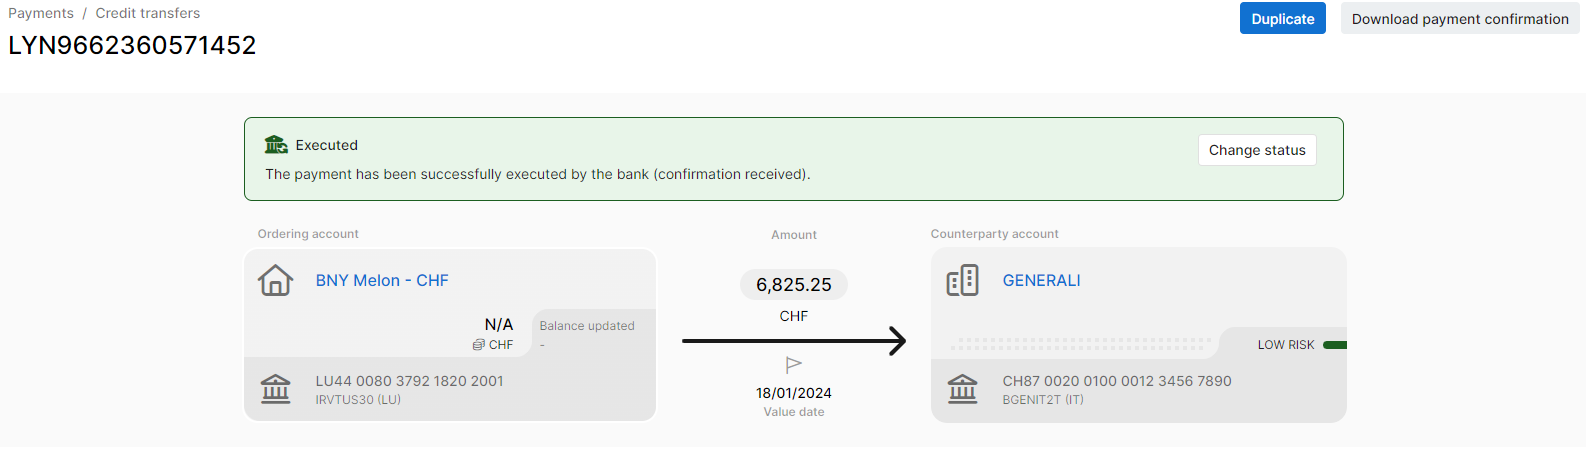 Payments / Credit transfers
LYN9662360571452
Duplicate
Download payment confirmation
Executed
The payment has been successfully executed by the bank (confirmation received).
Change status
Ordering account
BNY Melon - CHF
N/A
CHF
Balance updated
-
LU44 0080 3792 1820 2001
IRVTUS30 (LU)
Amount
6,825.25
CHF
18/01/2024
Value date
Counterparty account
GENERALI
LOW RISK
CH87 0020 0100 0012 3456 7890
BGENIT2T (IT)